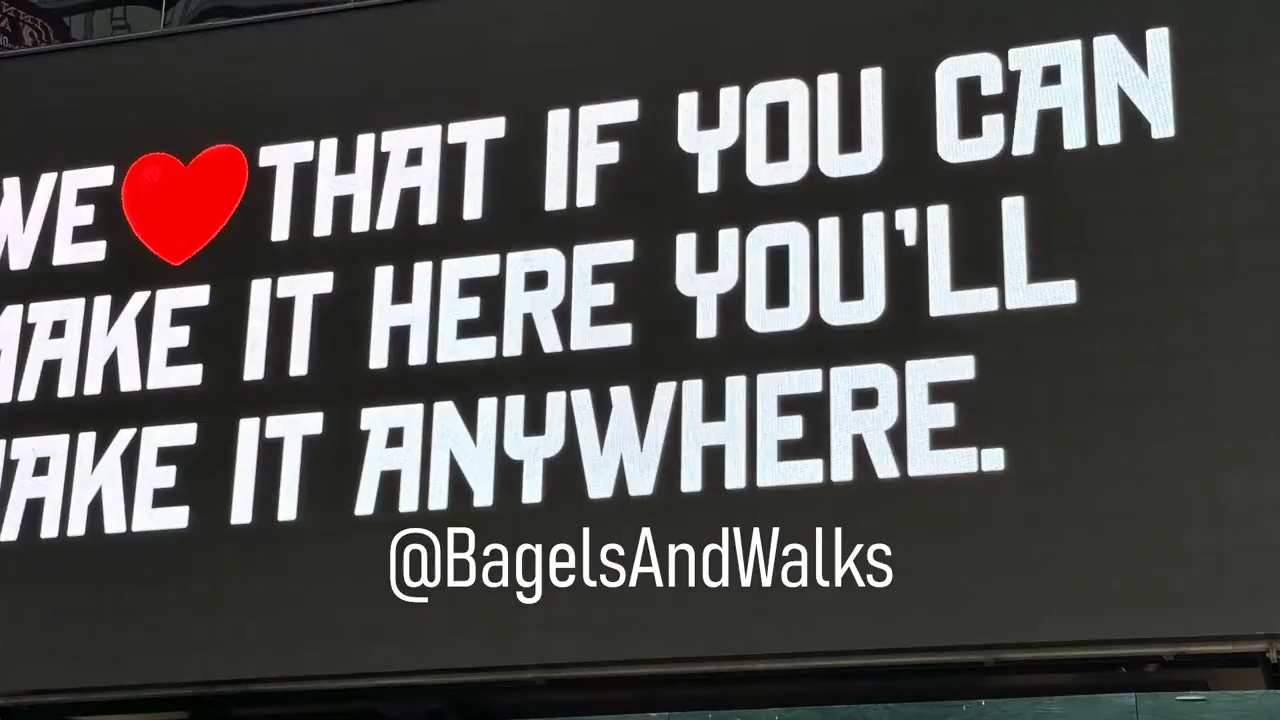 WE ❤ THAT IF YOU CAN
MAKE IT HERE YOU'LL
MAKE IT ANYWHERE.
@BagelsAndWalks